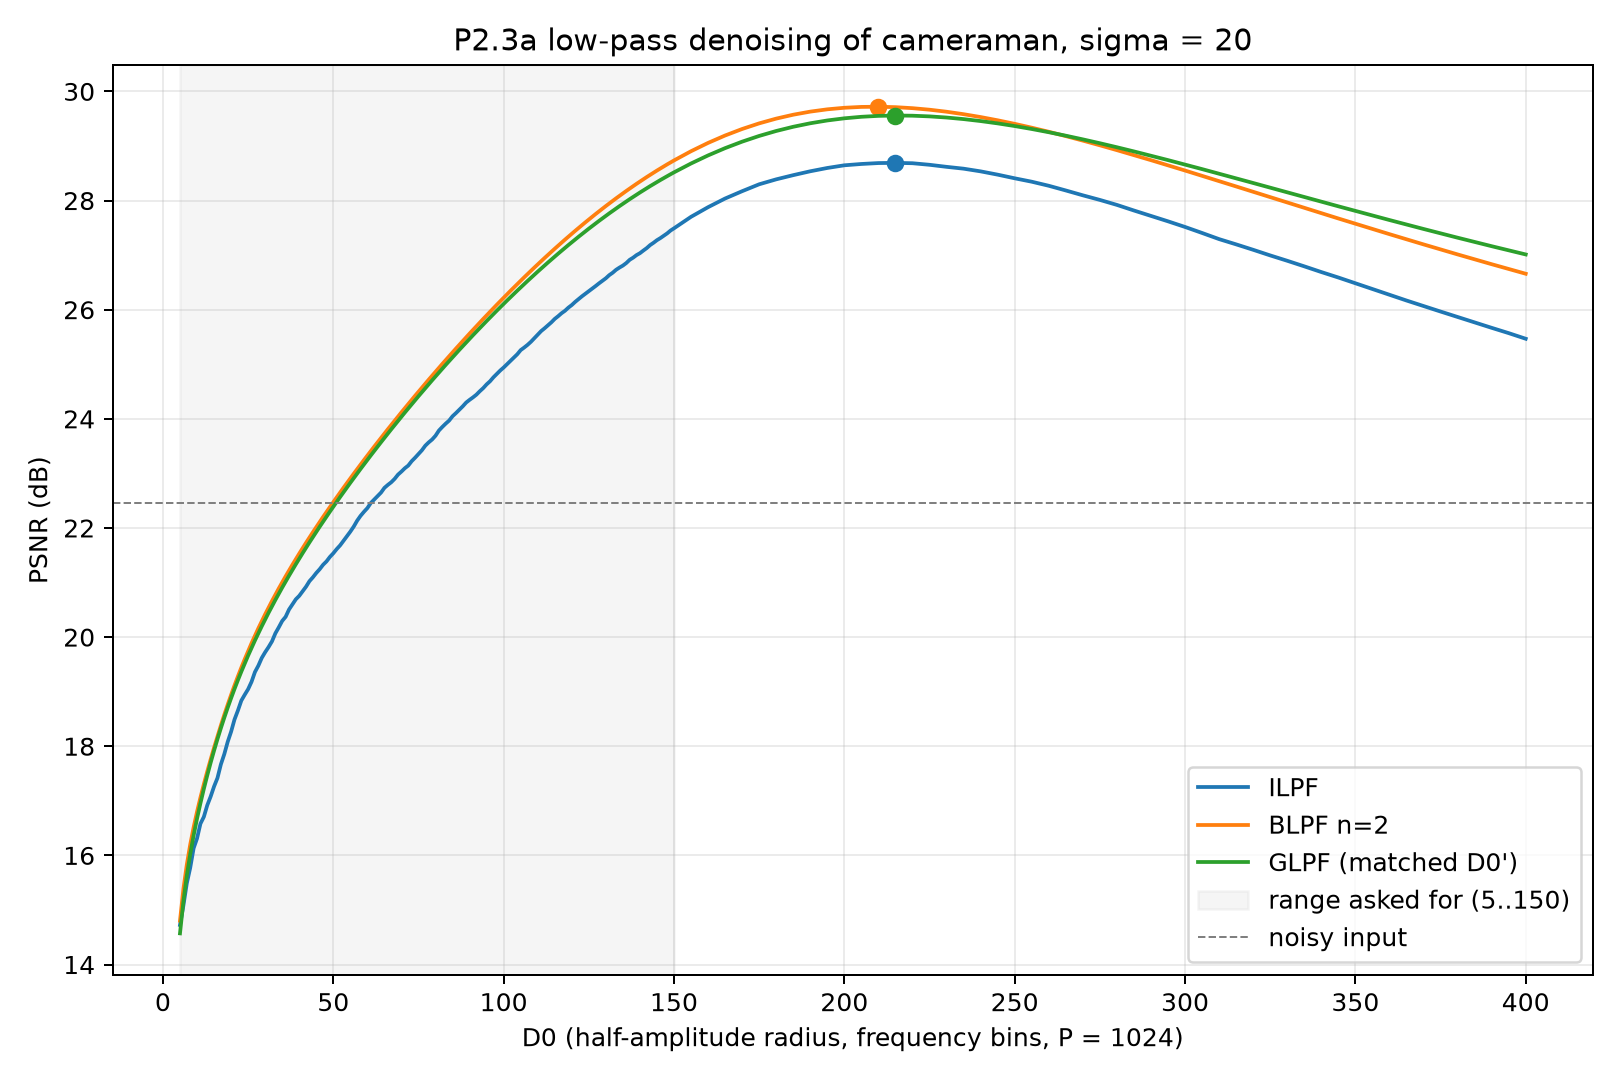 P2.3a low-pass denoising of cameraman, sigma = 20
PSNR (dB)
30
28
26
24
22
20
18
16
14
0 50 100 150 200 250 300 350 400
D0 (half-amplitude radius, frequency bins, P = 1024)
ILPF
BLPF n=2
GLPF (matched D0')
range asked for (5..150)
noisy input